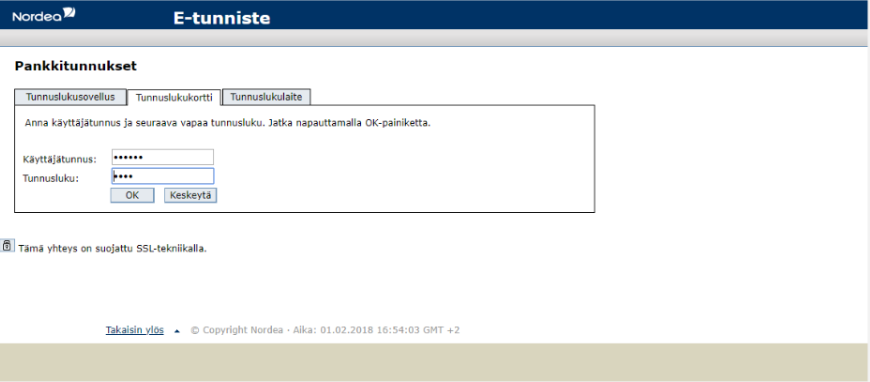 Nordea E-tunniste
Pankkitunnukset
Tunnuslukusovellus Tunnuslukukortti Tunnuslukulaite
Anna käyttäjätunnus ja seuraava vapaa tunnusluku. Jatka napauttamalla OK-painiketta.
Käyttäjätunnus: ••••••
Tunnusluku: ••••
OK Keskeytä
Tämä yhteys on suojattu SSL-tekniikalla.
Takaisin ylös ▲ © Copyright Nordea · Aika: 01.02.2018 16:54:03 GMT +2